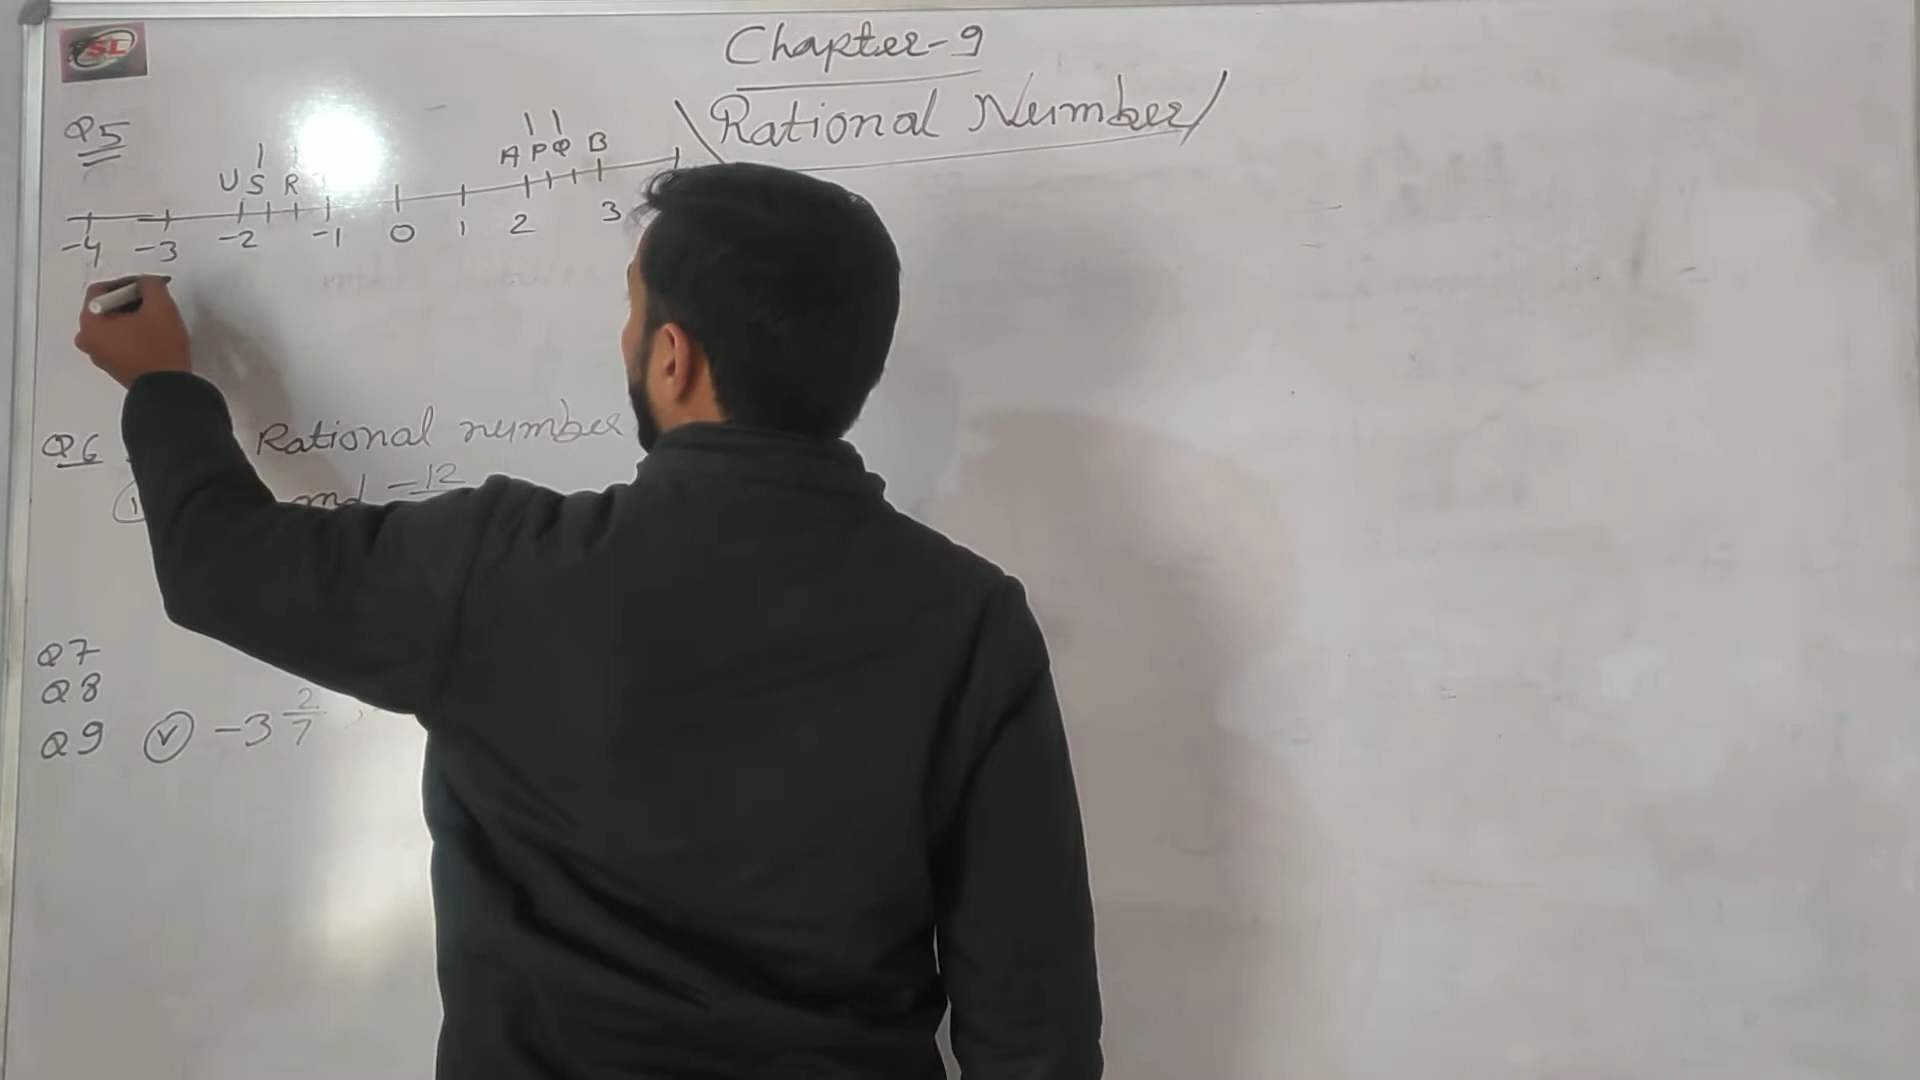 SL
Chapter-9
Rational Number
Q5
A P Q B
U S R
-4 -3 -2 -1 0 1 2 3
Q6 Rational number
and -12
Q7
Q8
Q9 (v) -3 2/7